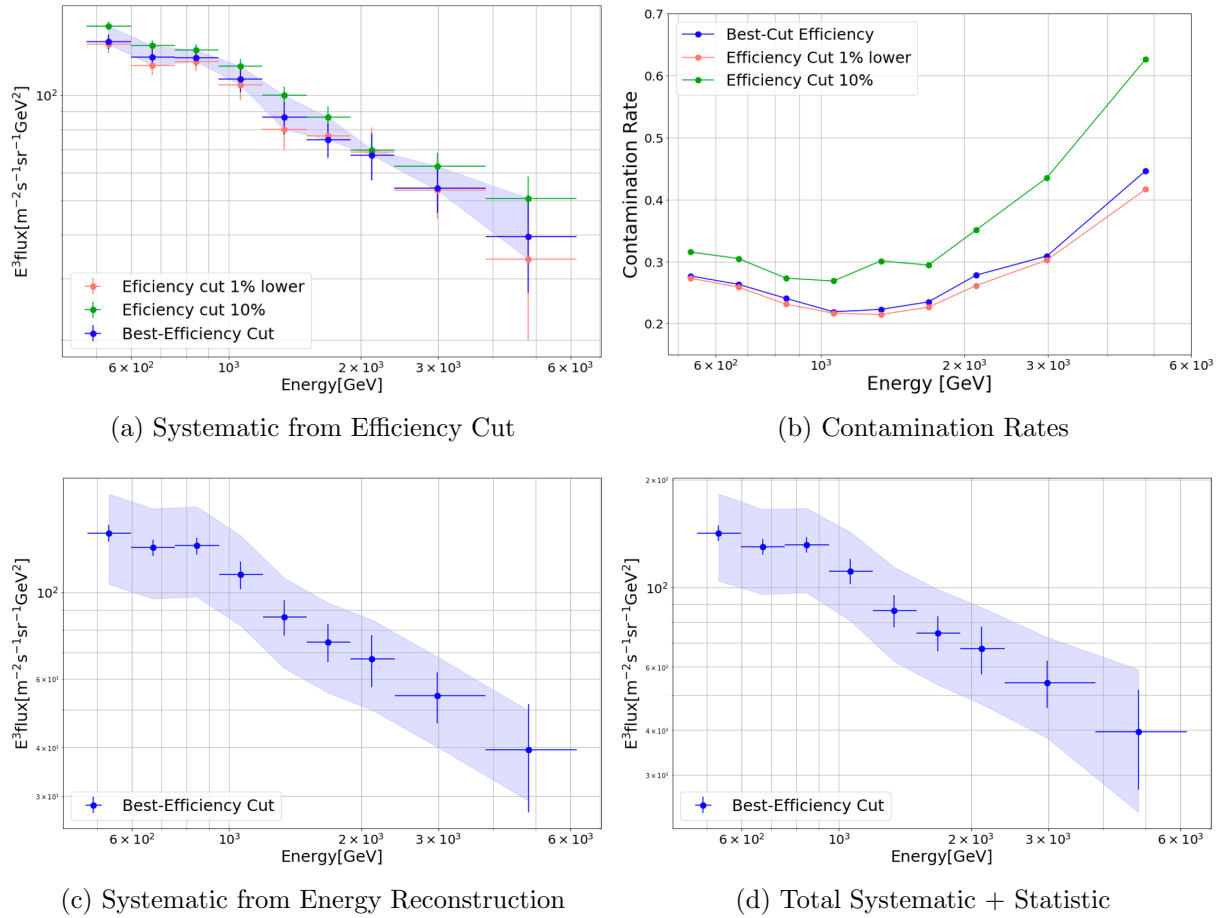 10²
E³flux[m⁻²s⁻¹sr⁻¹GeV²]
Eficiency cut 1% lower
Eficiency cut 10%
Best-Efficiency Cut
6 × 10²
10³
2 × 10³
3 × 10³
6 × 10³
Energy[GeV]
(a) Systematic from Efficiency Cut
0.7
0.6
0.5
0.4
0.3
0.2
Contamination Rate
Best-Cut Efficiency
Efficiency Cut 1% lower
Efficiency Cut 10%
6 × 10²
10³
2 × 10³
3 × 10³
6 × 10³
Energy [GeV]
(b) Contamination Rates
10²
6 × 10¹
4 × 10¹
3 × 10¹
E³flux[m⁻²s⁻¹sr⁻¹GeV²]
Best-Efficiency Cut
6 × 10²
10³
2 × 10³
3 × 10³
6 × 10³
Energy[GeV]
(c) Systematic from Energy Reconstruction
2 × 10²
10²
6 × 10¹
4 × 10¹
3 × 10¹
E³flux[m⁻²s⁻¹sr⁻¹GeV²]
Best-Efficiency Cut
6 × 10²
10³
2 × 10³
3 × 10³
6 × 10³
Energy[GeV]
(d) Total Systematic + Statistic